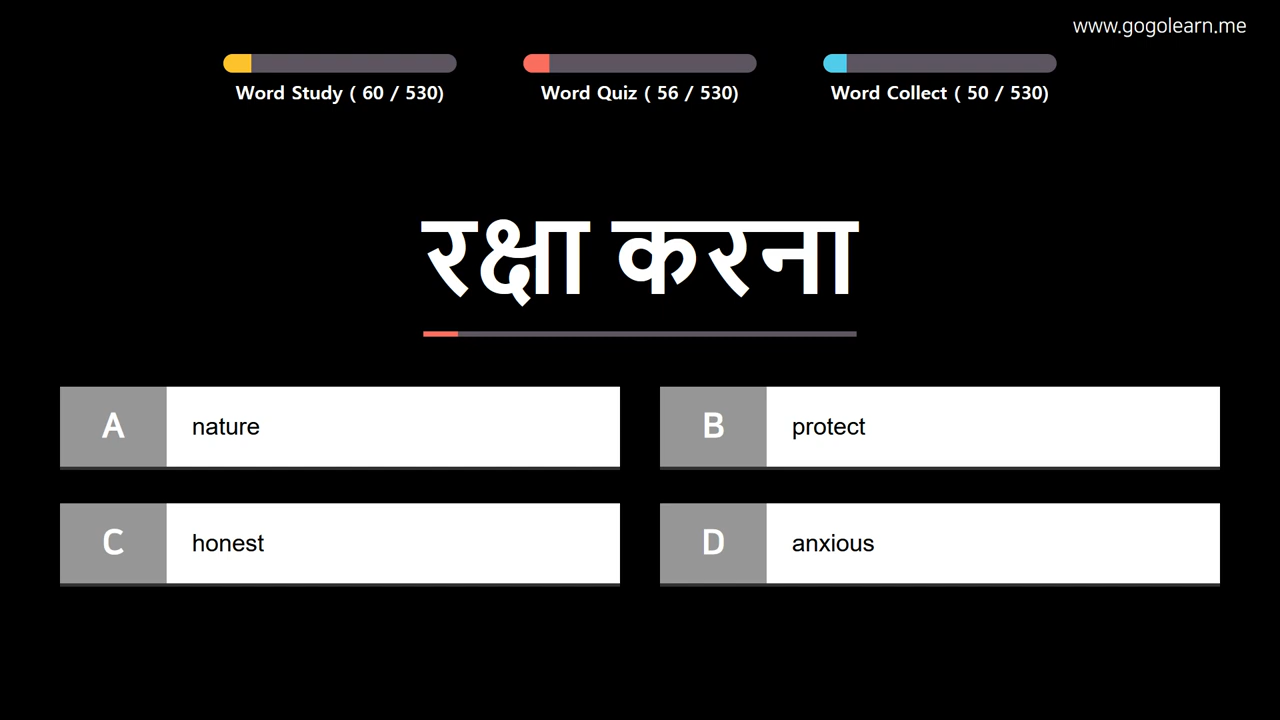 www.gogolearn.me
Word Study ( 60 / 530)
Word Quiz ( 56 / 530)
Word Collect ( 50 / 530)
रक्षा करना
A nature
B protect
C honest
D anxious